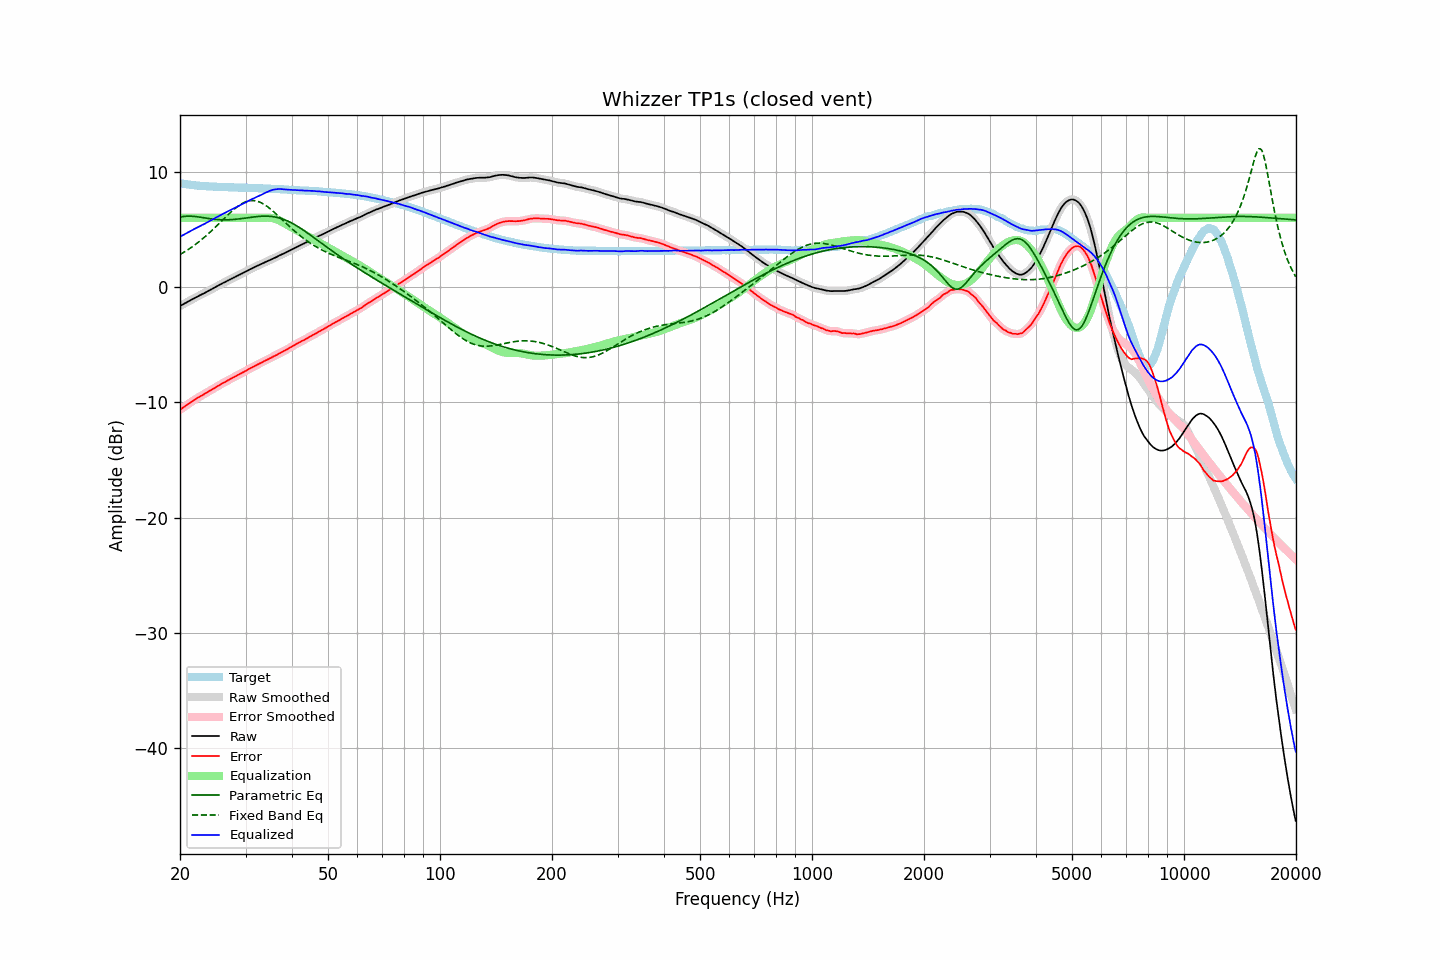 Whizzer TP1s (closed vent)
10
0
−10
−20
−30
−40
Amplitude (dBr)
Target
Raw Smoothed
Error Smoothed
Raw
Error
Equalization
Parametric Eq
Fixed Band Eq
Equalized
20 50 100 200 500 1000 2000 5000 10000 20000
Frequency (Hz)